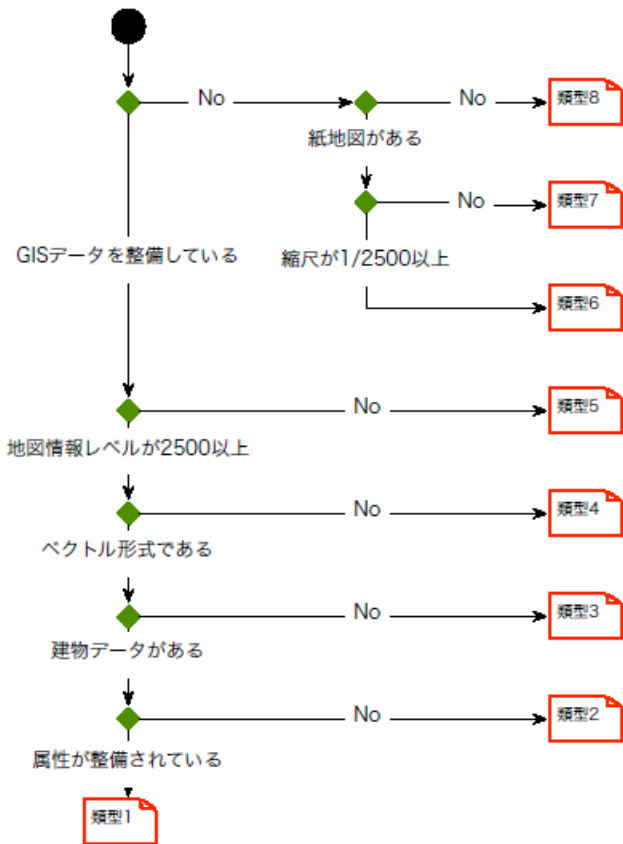 No
No
類型8
紙地図がある
No
類型7
GISデータを整備している
縮尺が1/2500以上
類型6
No
類型5
地図情報レベルが2500以上
No
類型4
ベクトル形式である
No
類型3
建物データがある
No
類型2
属性が整備されている
類型1